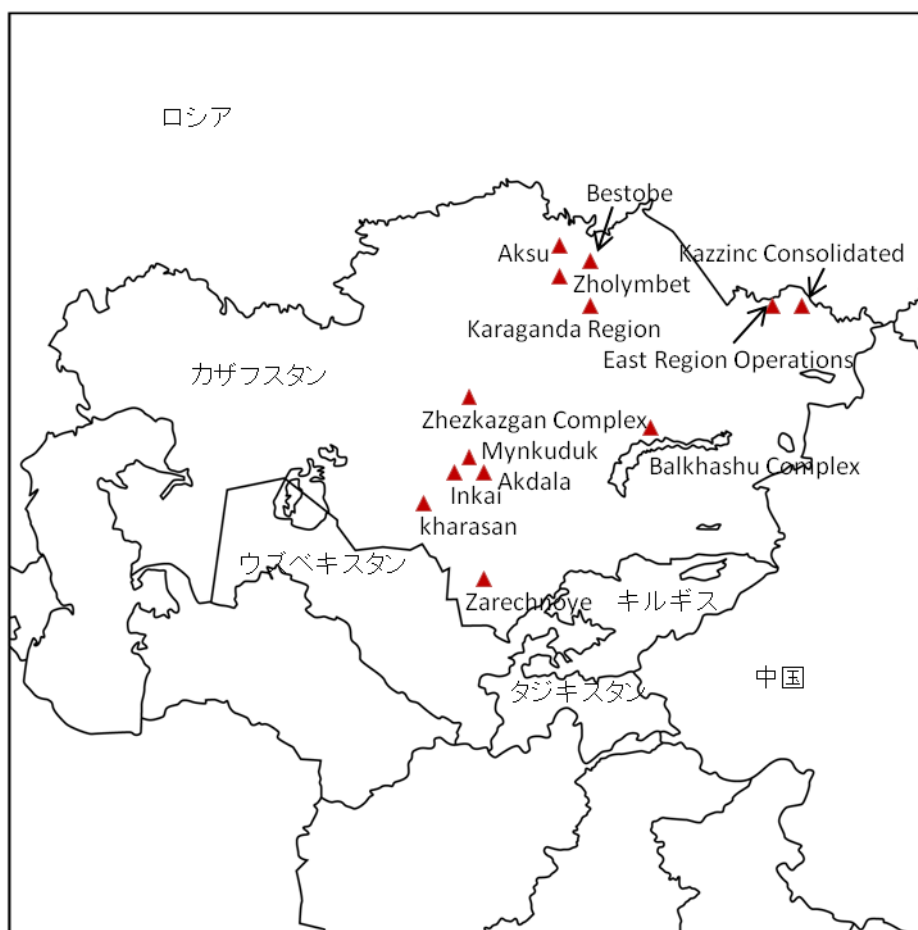 ロシア
Bestobe
Aksu
Kazzinc Consolidated
Zholymbet
Karaganda Region
East Region Operations
カザフスタン
Zhezkazgan Complex
Mynkuduk
Balkhashu Complex
Inkai
Akdala
kharasan
ウズベキスタン
Zarechnoye
キルギス
中国
タジキスタン